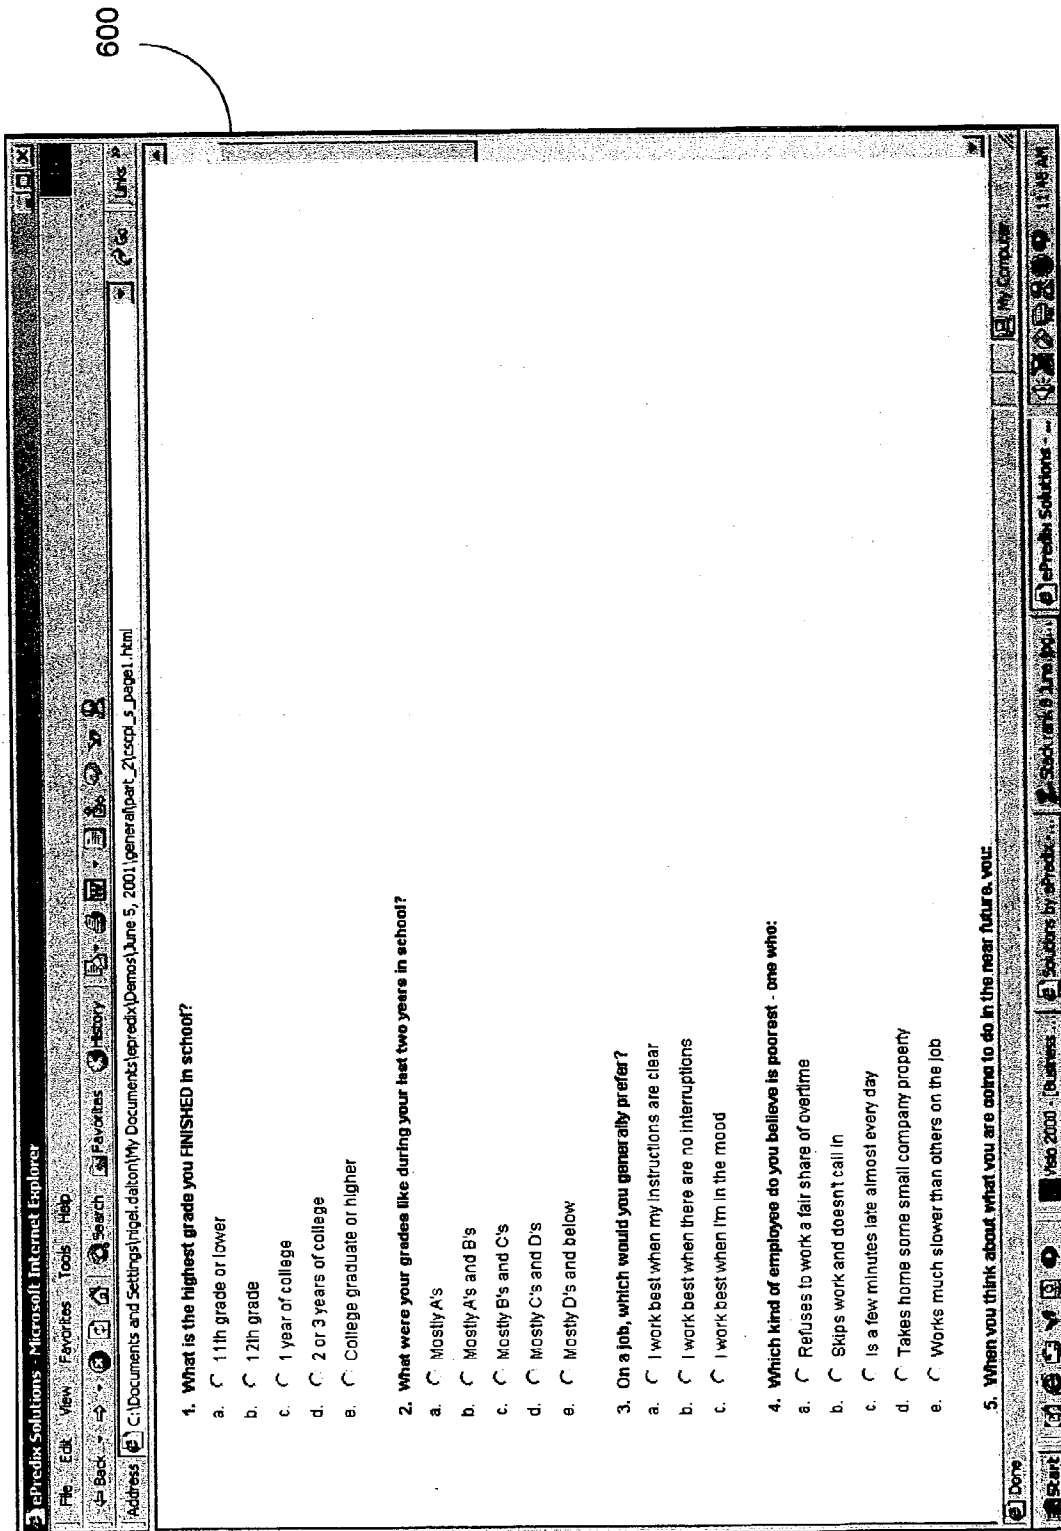 600
ePredix Solutions - Microsoft Internet Explorer
File Edit View Favorites Tools Help
Back Search Favorites History
Address C:\Documents and Settings\nigel.dalton\My Documents\epredix\Demos\June 5, 2001\general\part_2\cscpi_s_page1.html Go Links »
1. What is the highest grade you FINISHED in school?
a. 11th grade or lower
b. 12th grade
c. 1 year of college
d. 2 or 3 years of college
e. College graduate or higher
2. What were your grades like during your last two years in school?
a. Mostly A's
b. Mostly A's and B's
c. Mostly B's and C's
d. Mostly C's and D's
e. Mostly D's and below
3. On a job, which would you generally prefer?
a. I work best when my instructions are clear
b. I work best when there are no interruptions
c. I work best when I'm in the mood
4. Which kind of employee do you believe is poorest - one who:
a. Refuses to work a fair share of overtime
b. Skips work and doesn't call in
c. Is a few minutes late almost every day
d. Takes home some small company property
e. Works much slower than others on the job
5. When you think about what you are going to do in the near future, you:
Done My Computer
Start Visio 2000 - [Business ... Solutions by ePredix - ... ePredix Solutions - ... 11:48 AM